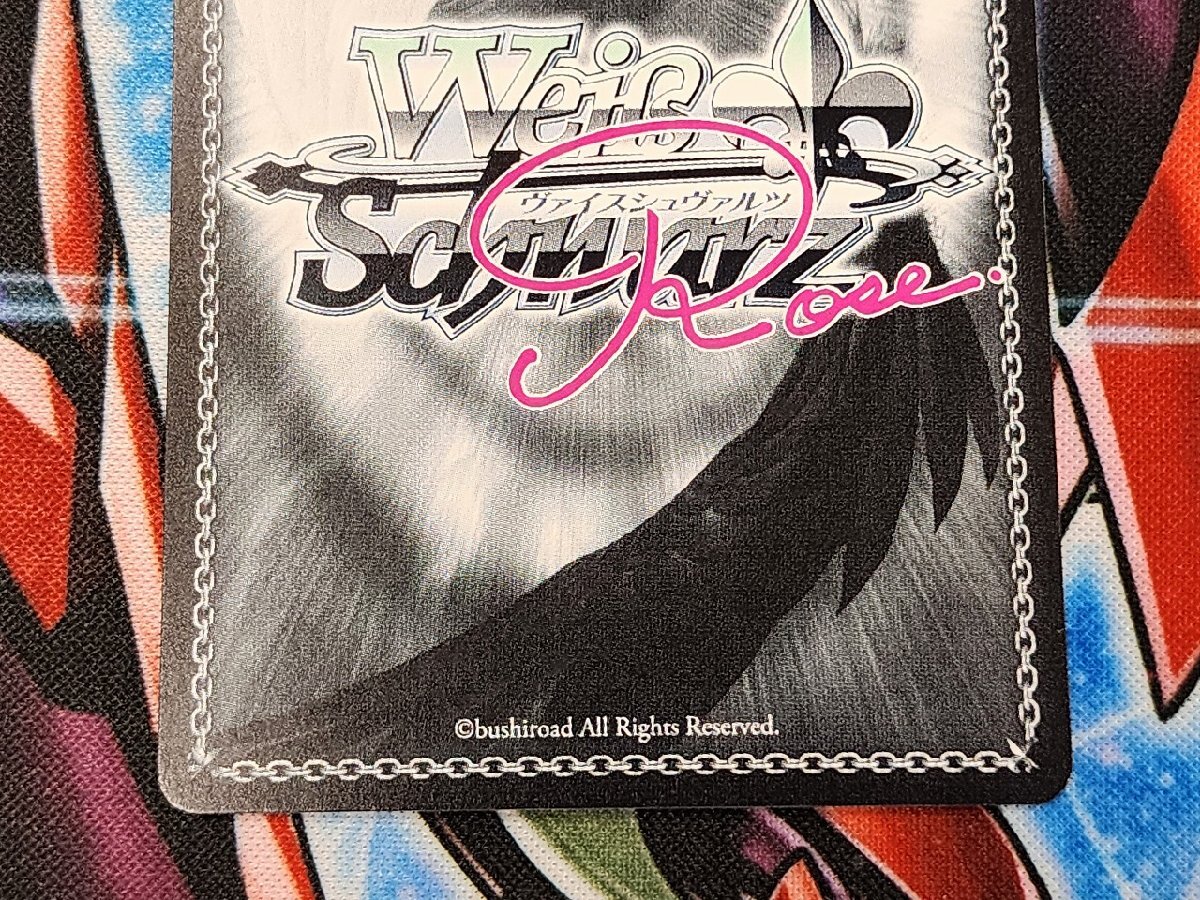 Weiß
ヴァイスシュヴァルツ
Schwarz
Rose
©bushiroad All Rights Reserved.